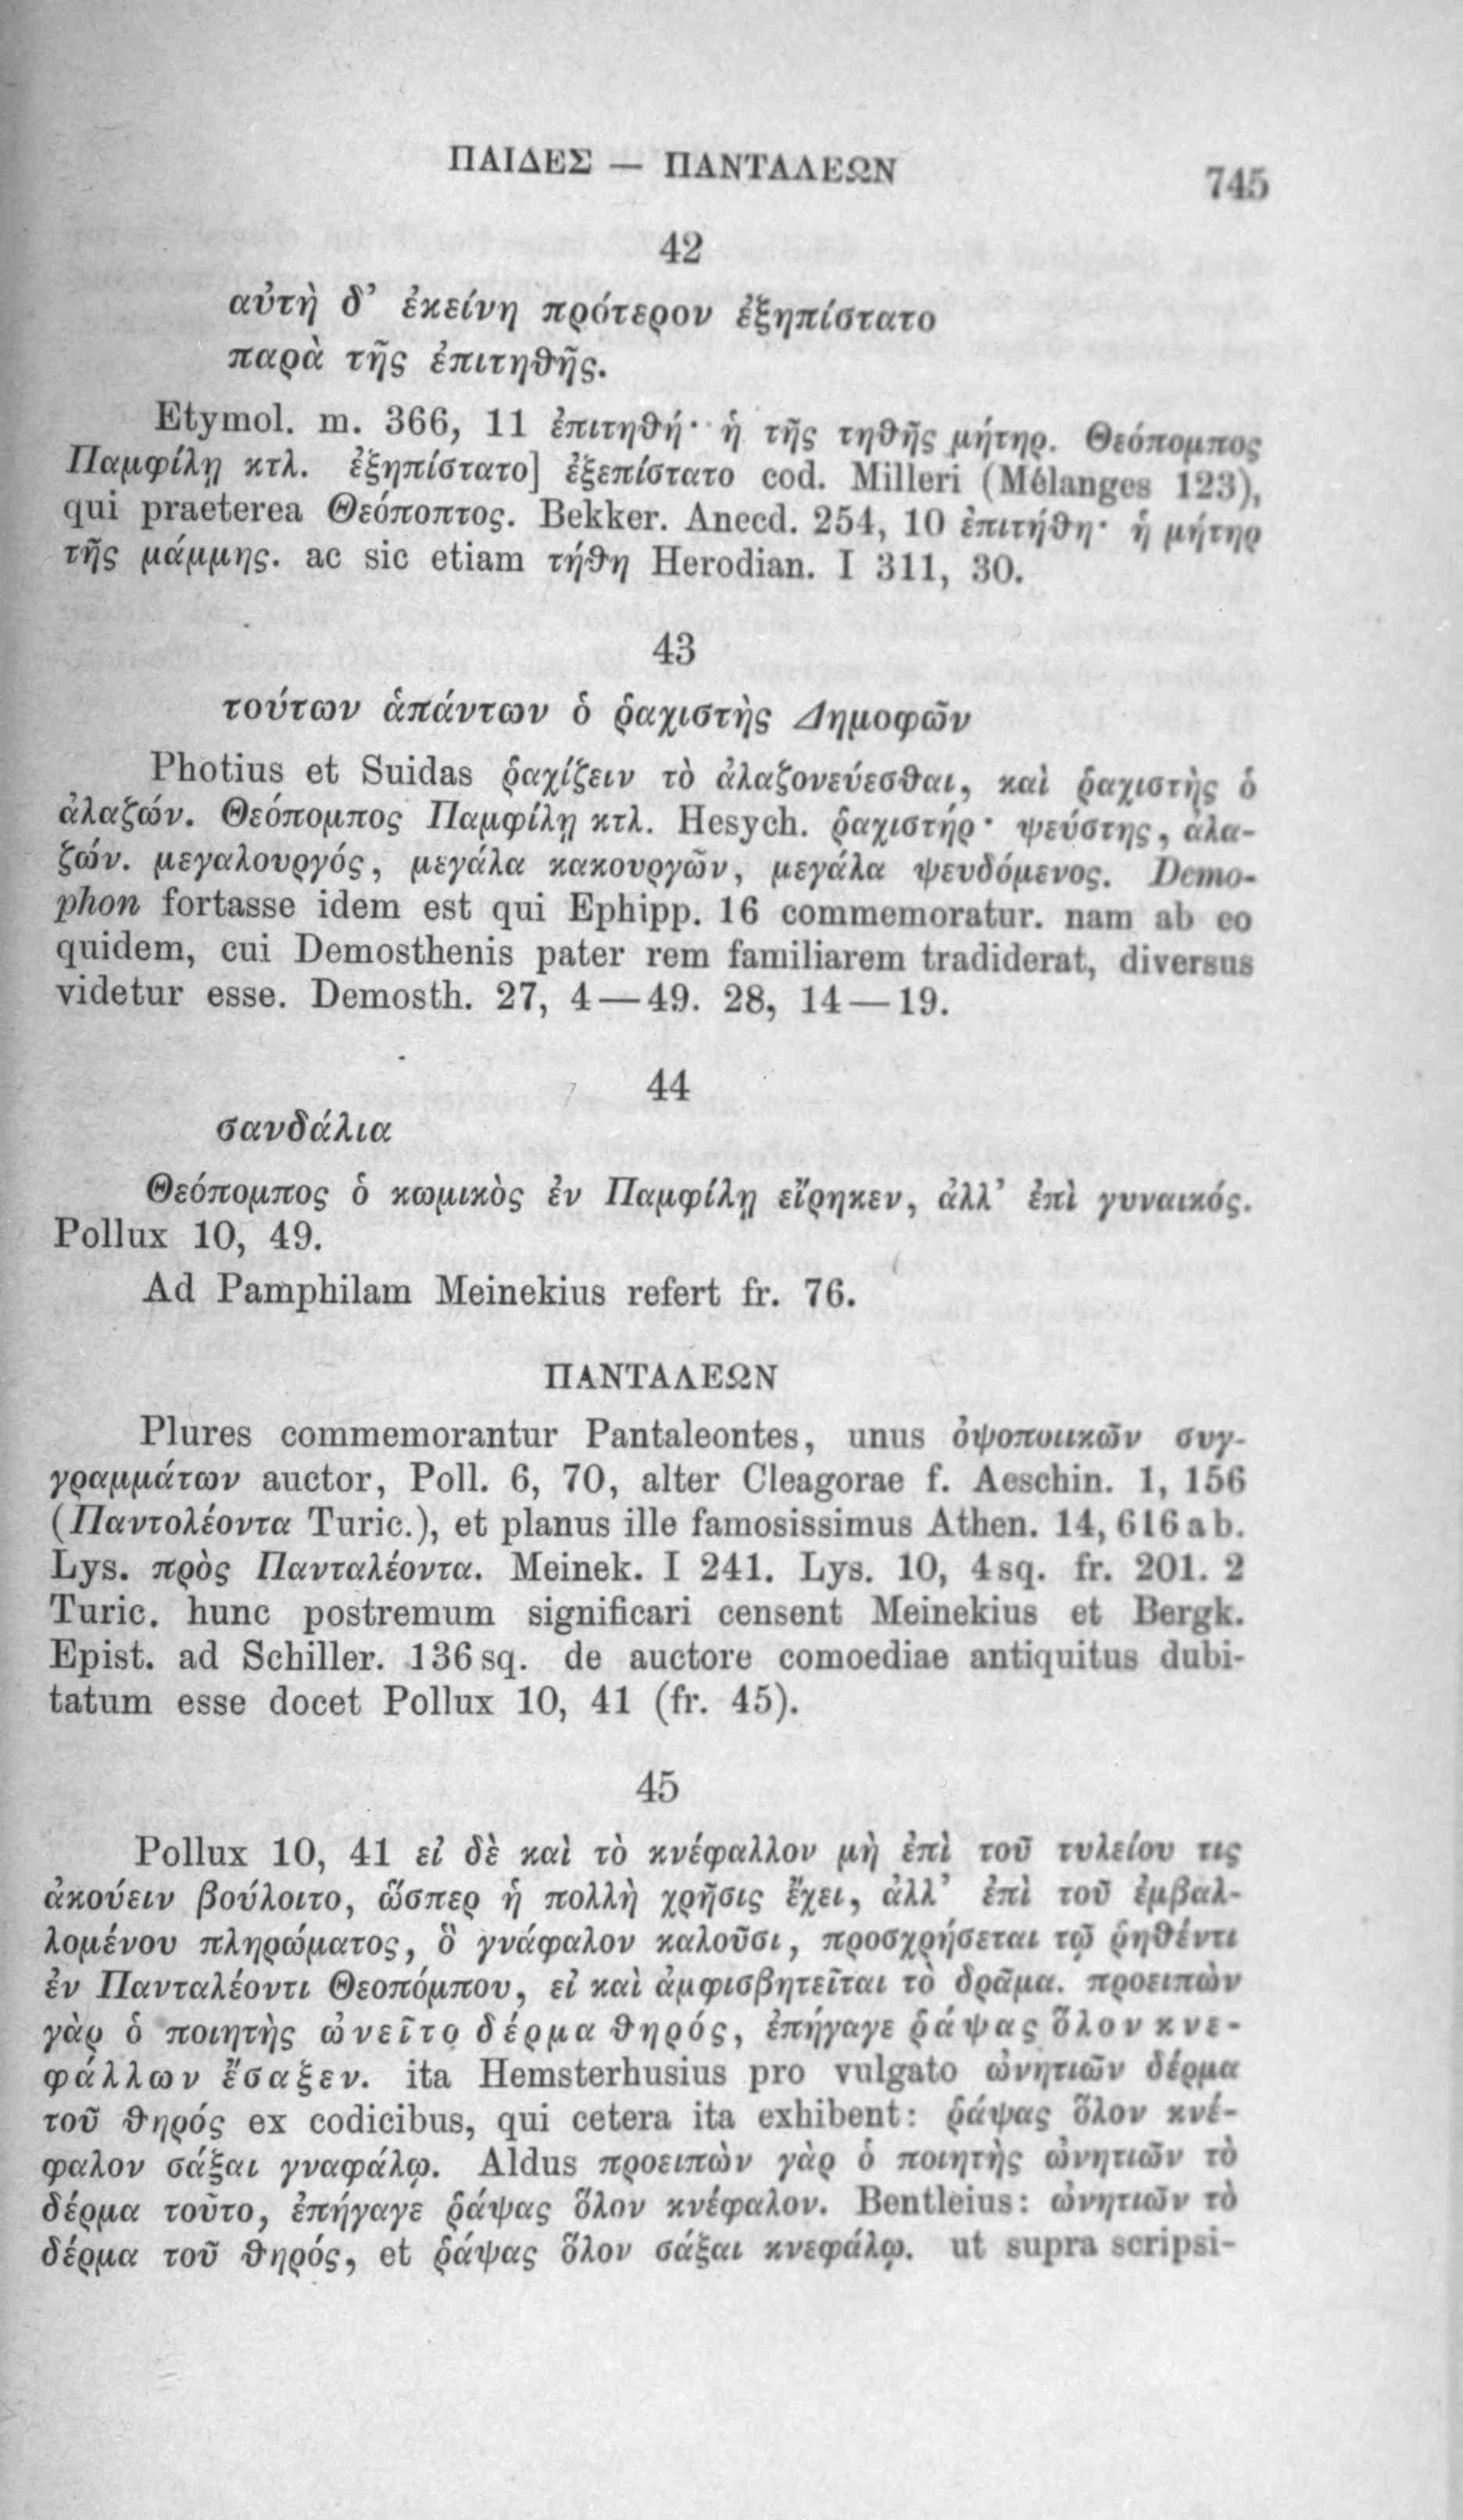 ΠΑΙΔΕΣ — ΠΑΝΤΑΛΕΩΝ 745
42
αὐτὴ δ’ ἐκείνη πρότερον ἐξηπίστατο
παρὰ τῆς ἐπιτηθῆς.
Etymol. m. 366, 11 ἐπιτηθή· ἡ τῆς τηθῆς μήτηρ. Θεόπομπος
Παμφίλῃ κτλ. ἐξηπίστατο] ἐξεπίστατο cod. Milleri (Mélanges 123),
qui praeterea Θεόποπτος. Bekker. Anecd. 254, 10 ἐπιτήθη· ἡ μήτηρ
τῆς μάμμης. ac sic etiam τήθη Herodian. I 311, 30.
43
τούτων ἁπάντων ὁ ῥαχιστὴς Δημοφῶν
Photius et Suidas ῥαχίζειν τὸ ἀλαζονεύεσθαι, καὶ ῥαχιστὴς ὁ
ἀλαζών. Θεόπομπος Παμφίλῃ κτλ. Hesych. ῥαχιστήρ· ψεύστης, ἀλα-
ζών. μεγαλουργός, μεγάλα κακουργῶν, μεγάλα ψευδόμενος. Demo-
phon fortasse idem est qui Ephipp. 16 commemoratur. nam ab eo
quidem, cui Demosthenis pater rem familiarem tradiderat, diversus
videtur esse. Demosth. 27, 4—49. 28, 14—19.
44
σανδάλια
Θεόπομπος ὁ κωμικὸς ἐν Παμφίλῃ εἴρηκεν, ἀλλ’ ἐπὶ γυναικός.
Pollux 10, 49.
Ad Pamphilam Meinekius refert fr. 76.
ΠΑΝΤΑΛΕΩΝ
Plures commemorantur Pantaleontes, unus ὀψοποιικῶν συγ-
γραμμάτων auctor, Poll. 6, 70, alter Cleagorae f. Aeschin. 1, 156
(Παντολέοντα Turic.), et planus ille famosissimus Athen. 14, 616 a b.
Lys. πρὸς Πανταλέοντα. Meinek. I 241. Lys. 10, 4 sq. fr. 201. 2
Turic. hunc postremum significari censent Meinekius et Bergk.
Epist. ad Schiller. 136 sq. de auctore comoediae antiquitus dubi-
tatum esse docet Pollux 10, 41 (fr. 45).
45
Pollux 10, 41 εἰ δὲ καὶ τὸ κνέφαλλον μὴ ἐπὶ τοῦ τυλείου τις
ἀκούειν βούλοιτο, ὥσπερ ἡ πολλὴ χρῆσις ἔχει, ἀλλ’ ἐπὶ τοῦ ἐμβαλ-
λομένου πληρώματος, ὃ γνάφαλον καλοῦσι, προσχρήσεται τῷ ῥηθέντι
ἐν Πανταλέοντι Θεοπόμπου, εἰ καὶ ἀμφισβητεῖται τὸ δρᾶμα. προειπὼν
γὰρ ὁ ποιητὴς ὠνεῖτο δέρμα θηρός, ἐπήγαγε ῥάψας ὅλον κνε-
φάλλων ἔσαξεν. ita Hemsterhusius pro vulgato ὠνητιῶν δέρμα
τοῦ θηρός ex codicibus, qui cetera ita exhibent: ῥάψας ὅλον κνέ-
φαλον σάξαι γναφάλῳ. Aldus προειπὼν γὰρ ὁ ποιητὴς ὠνητιῶν τὸ
δέρμα τοῦτο, ἐπήγαγε ῥάψας ὅλον κνέφαλον. Bentleius: ὠνητιῶν τὸ
δέρμα τοῦ θηρός, et ῥάψας ὅλον σάξαι κνεφάλῳ. ut supra scripsi-